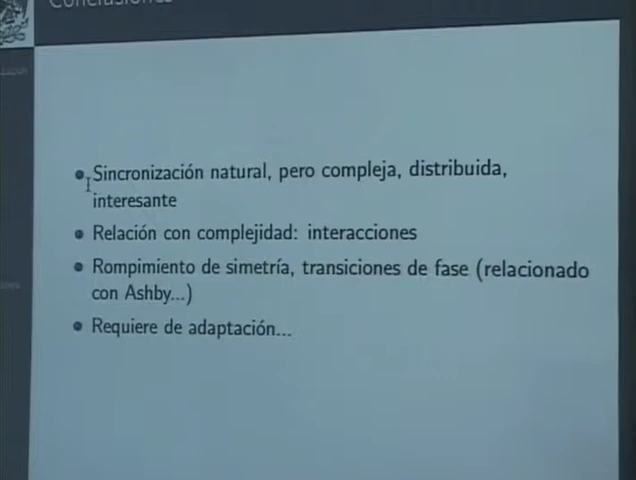 Conclusiones
Sincronización natural, pero compleja, distribuida,
interesante
Relación con complejidad: interacciones
Rompimiento de simetría, transiciones de fase (relacionado
con Ashby...)
Requiere de adaptación...